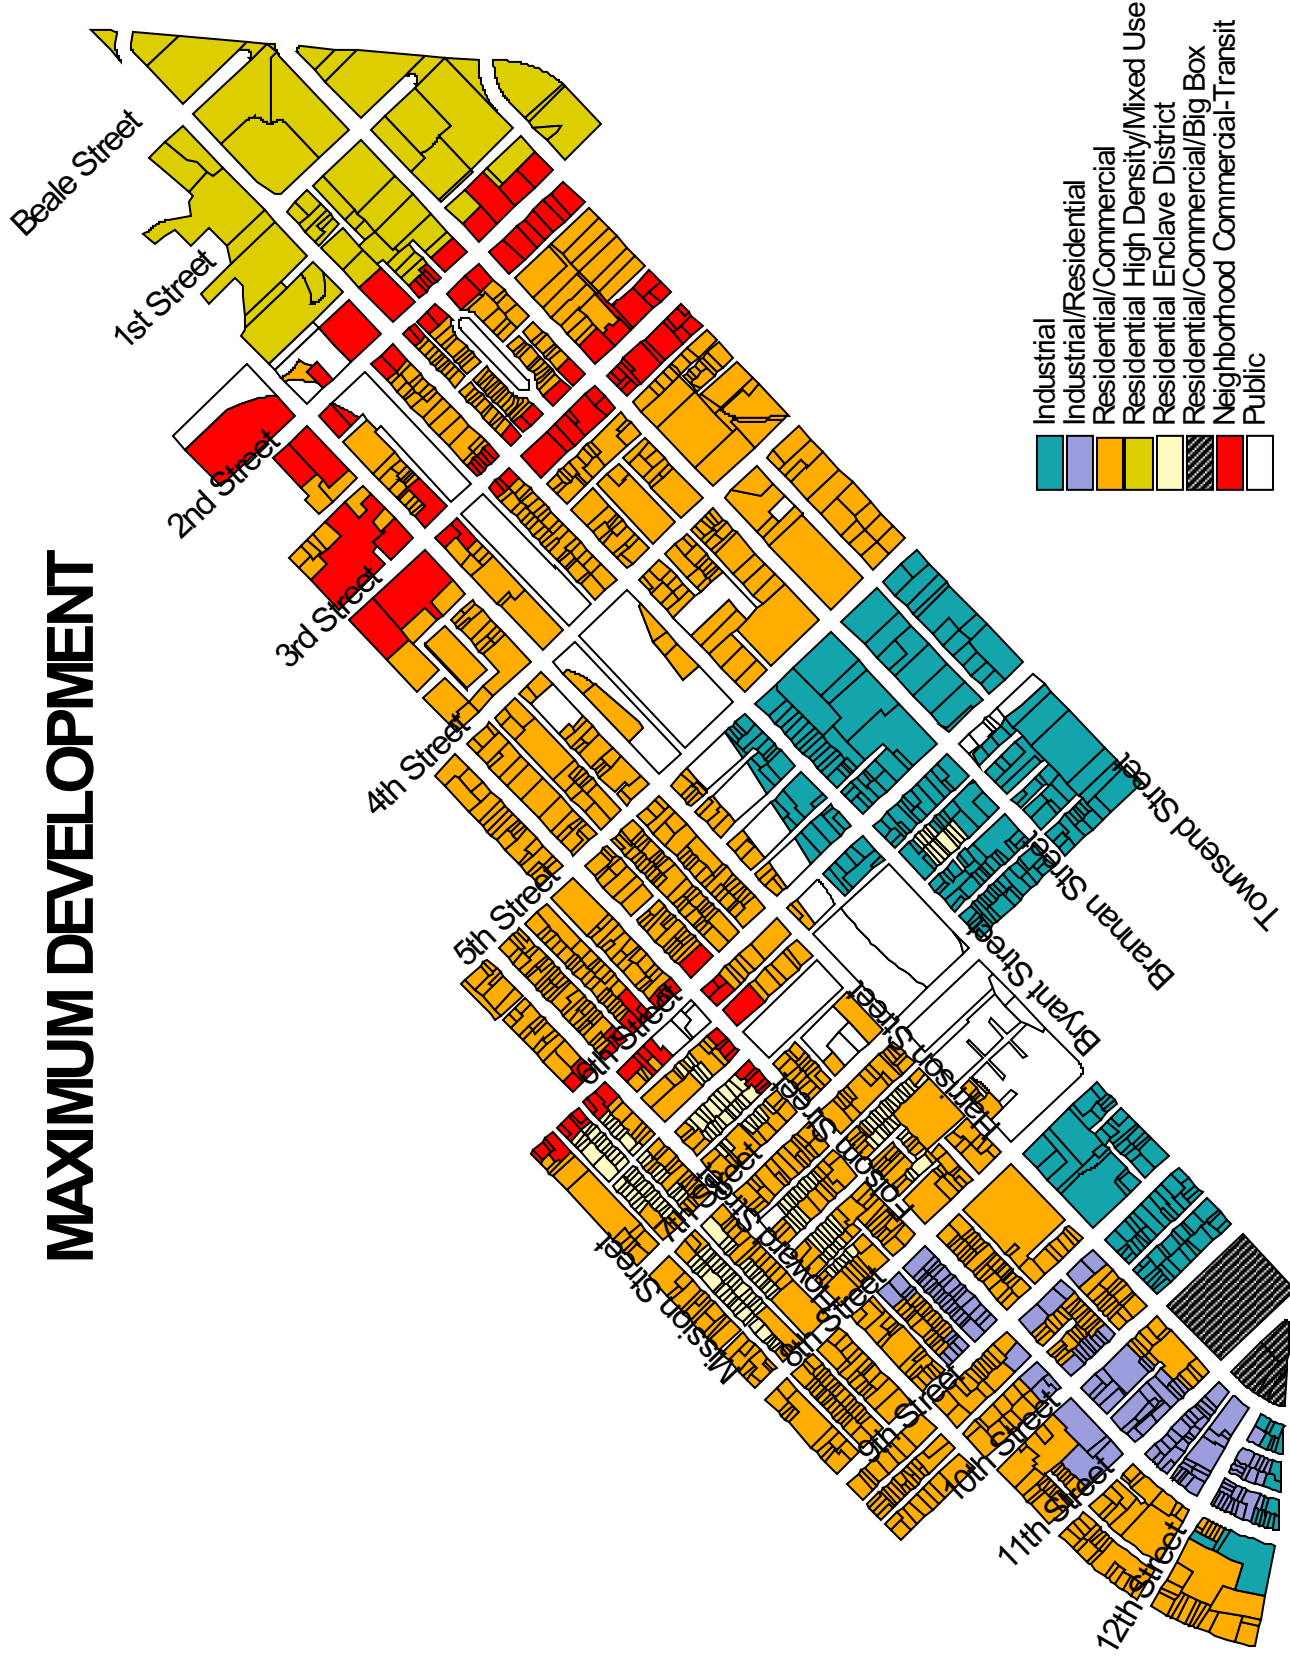 MAXIMUM DEVELOPMENT
Beale Street
1st Street
2nd Street
3rd Street
4th Street
5th Street
6th Street
7th Street
8th Street
9th Street
10th Street
11th Street
12th Street
Mission Street
Howard Street
Folsom Street
Harrison Street
Bryant Street
Brannan Street
Townsend Street
Industrial
Industrial/Residential
Residential/Commercial
Residential High Density/Mixed Use
Residential Enclave District
Residential/Commercial/Big Box
Neighborhood Commercial-Transit
Public